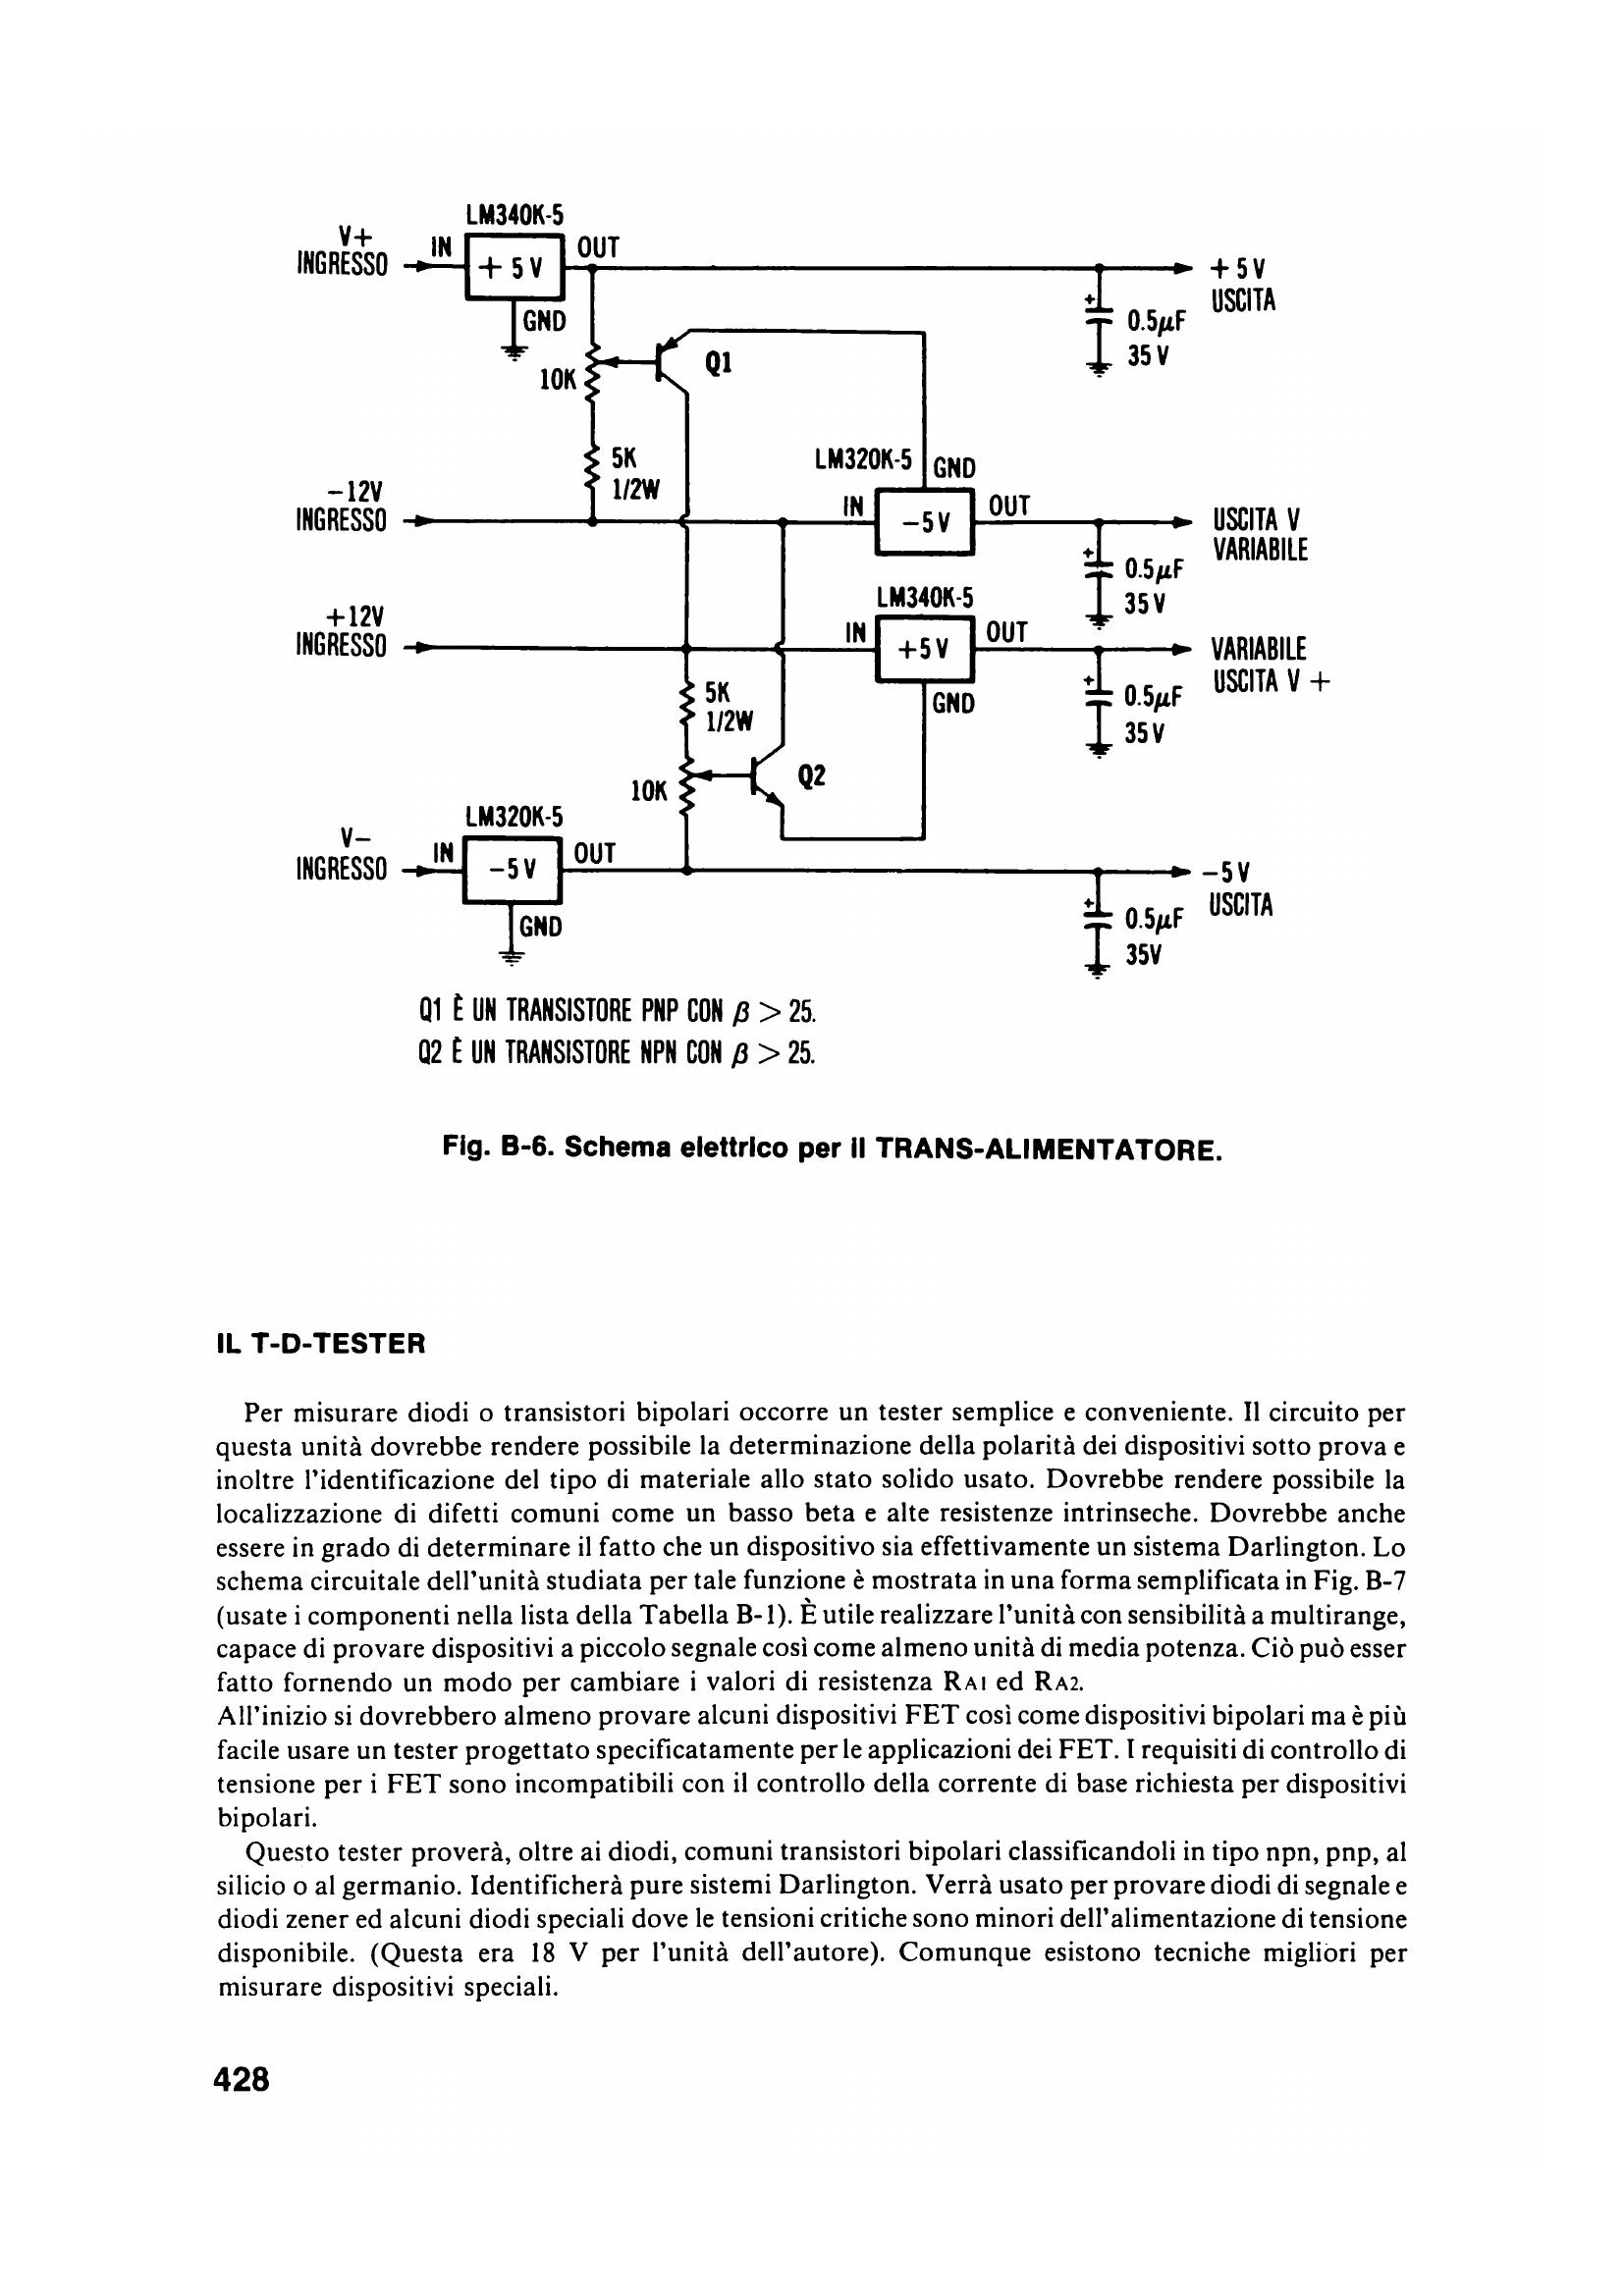 LM340K-5
V+
INGRESSO
IN
+ 5 V
OUT
GND
+ 5 V
USCITA
+
0.5µF
35 V
10K
Q1
5K
1/2W
LM320K-5
GND
−12V
INGRESSO
IN
−5 V
OUT
USCITA V
VARIABILE
+
0.5µF
35 V
LM340K-5
+12V
INGRESSO
IN
+5 V
OUT
VARIABILE
USCITA V +
GND
+
0.5µF
35 V
5K
1/2W
10K
Q2
LM320K-5
V−
INGRESSO
IN
−5 V
OUT
GND
−5 V
USCITA
+
0.5µF
35V
Q1 È UN TRANSISTORE PNP CON β > 25.
Q2 È UN TRANSISTORE NPN CON β > 25.
Fig. B-6. Schema elettrico per il TRANS-ALIMENTATORE.
IL T-D-TESTER
Per misurare diodi o transistori bipolari occorre un tester semplice e conveniente. Il circuito per
questa unità dovrebbe rendere possibile la determinazione della polarità dei dispositivi sotto prova e
inoltre l'identificazione del tipo di materiale allo stato solido usato. Dovrebbe rendere possibile la
localizzazione di difetti comuni come un basso beta e alte resistenze intrinseche. Dovrebbe anche
essere in grado di determinare il fatto che un dispositivo sia effettivamente un sistema Darlington. Lo
schema circuitale dell'unità studiata per tale funzione è mostrata in una forma semplificata in Fig. B-7
(usate i componenti nella lista della Tabella B-1). È utile realizzare l'unità con sensibilità a multirange,
capace di provare dispositivi a piccolo segnale così come almeno unità di media potenza. Ciò può esser
fatto fornendo un modo per cambiare i valori di resistenza RA1 ed RA2.
All'inizio si dovrebbero almeno provare alcuni dispositivi FET così come dispositivi bipolari ma è più
facile usare un tester progettato specificatamente per le applicazioni dei FET. I requisiti di controllo di
tensione per i FET sono incompatibili con il controllo della corrente di base richiesta per dispositivi
bipolari.
Questo tester proverà, oltre ai diodi, comuni transistori bipolari classificandoli in tipo npn, pnp, al
silicio o al germanio. Identificherà pure sistemi Darlington. Verrà usato per provare diodi di segnale e
diodi zener ed alcuni diodi speciali dove le tensioni critiche sono minori dell'alimentazione di tensione
disponibile. (Questa era 18 V per l'unità dell'autore). Comunque esistono tecniche migliori per
misurare dispositivi speciali.
428